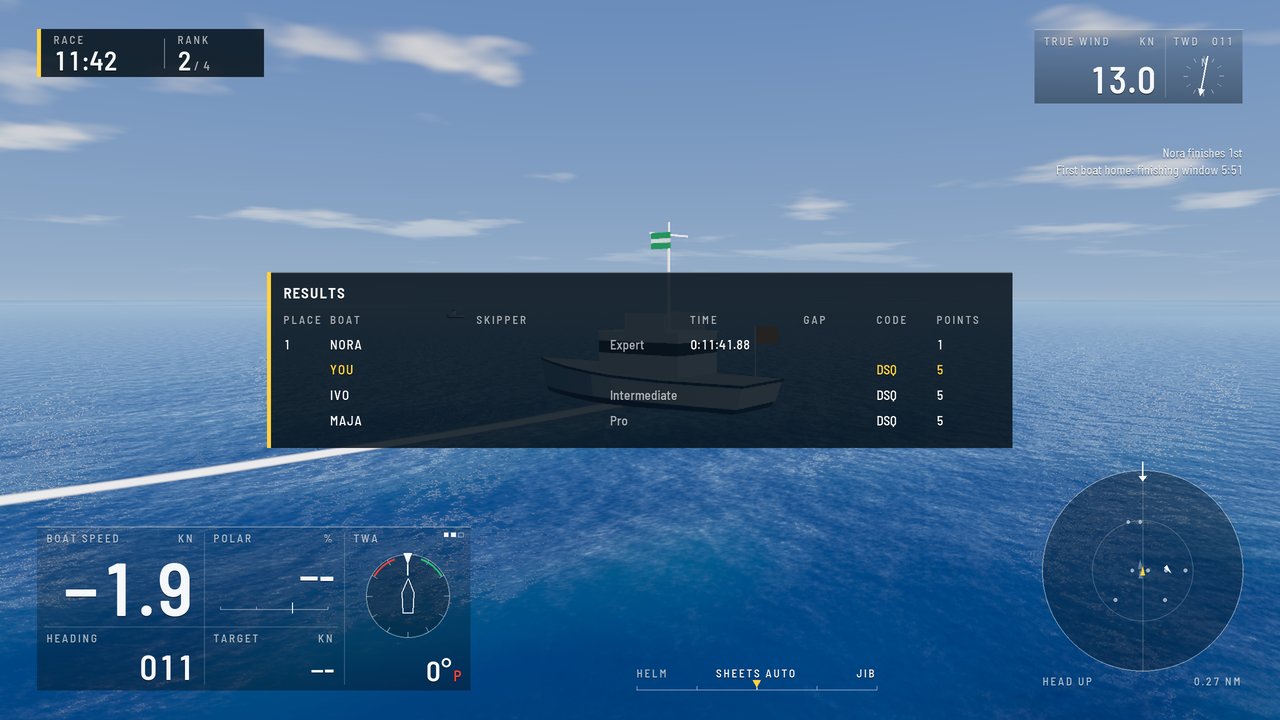 RACE RANK
11:42 2/ 4
TRUE WIND KN TWD 011
13.0
N
Nora finishes 1st
First boat home: finishing window 5:51
RESULTS
PLACE BOAT SKIPPER TIME GAP CODE POINTS
1 NORA Expert 0:11:41.88 1
YOU DSQ 5
IVO Intermediate DSQ 5
MAJA Pro DSQ 5
BOAT SPEED KN POLAR % TWA
-1.9 --
HEADING TARGET KN
011 -- 0° P
HELM SHEETS AUTO JIB
HEAD UP 0.27 NM